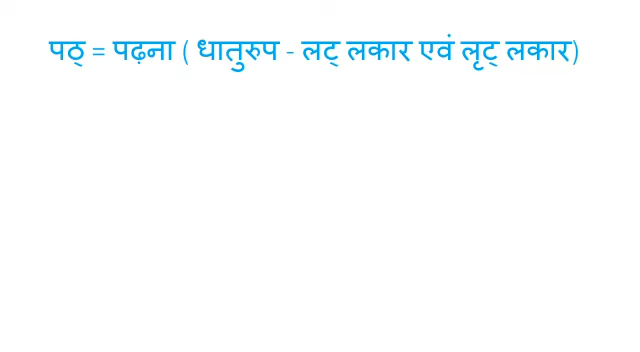 पठ् = पढ़ना ( धातुरुप - लट् लकार एवं लृट् लकार)